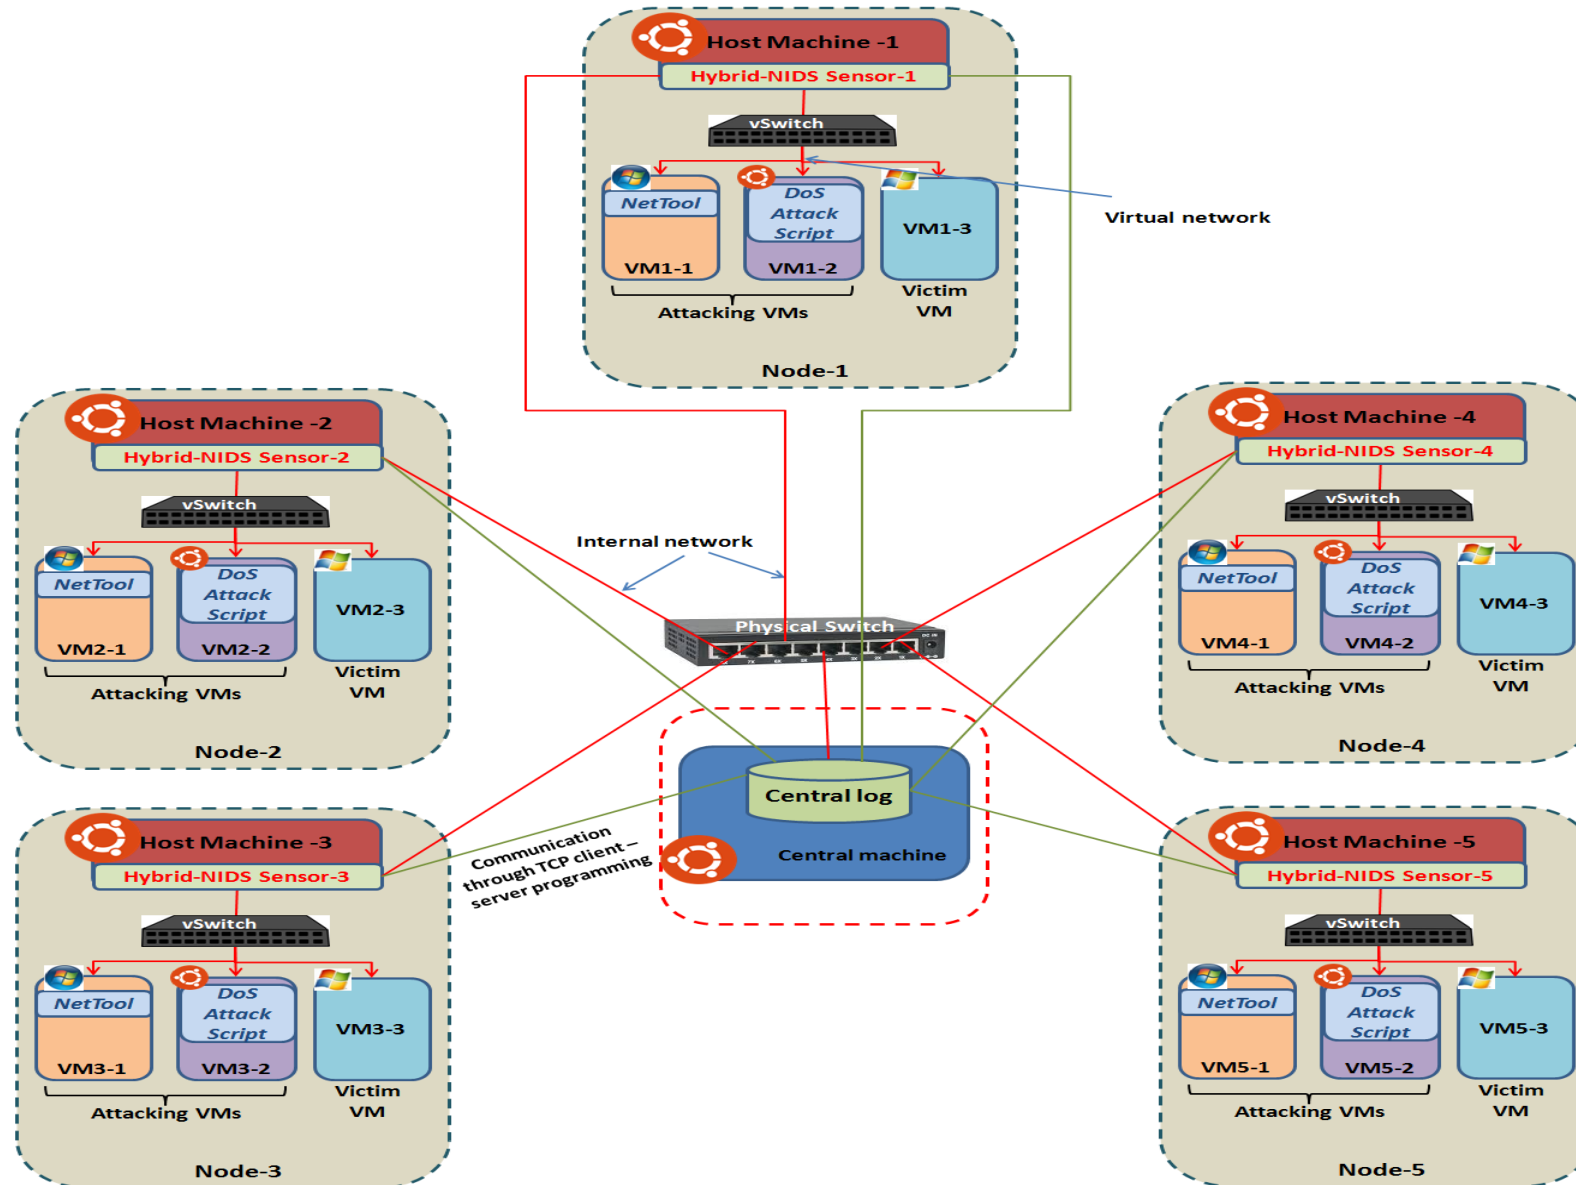 Host Machine -1
Hybrid-NIDS Sensor-1
vSwitch
NetTool
VM1-1
DoS
Attack
Script
VM1-2
VM1-3
Attacking VMs
Victim
VM
Node-1
Virtual network
Host Machine -2
Hybrid-NIDS Sensor-2
vSwitch
NetTool
VM2-1
DoS
Attack
Script
VM2-2
VM2-3
Attacking VMs
Victim
VM
Node-2
Internal network
Physical Switch
DC IN
Host Machine -4
Hybrid-NIDS Sensor-4
vSwitch
NetTool
VM4-1
DoS
Attack
Script
VM4-2
VM4-3
Attacking VMs
Victim
VM
Node-4
Central log
Central machine
Communication
through TCP client –
server programming
Host Machine -3
Hybrid-NIDS Sensor-3
vSwitch
NetTool
VM3-1
DoS
Attack
Script
VM3-2
VM3-3
Attacking VMs
Victim
VM
Node-3
Host Machine -5
Hybrid-NIDS Sensor-5
vSwitch
NetTool
VM5-1
DoS
Attack
Script
VM5-2
VM5-3
Attacking VMs
Victim
VM
Node-5